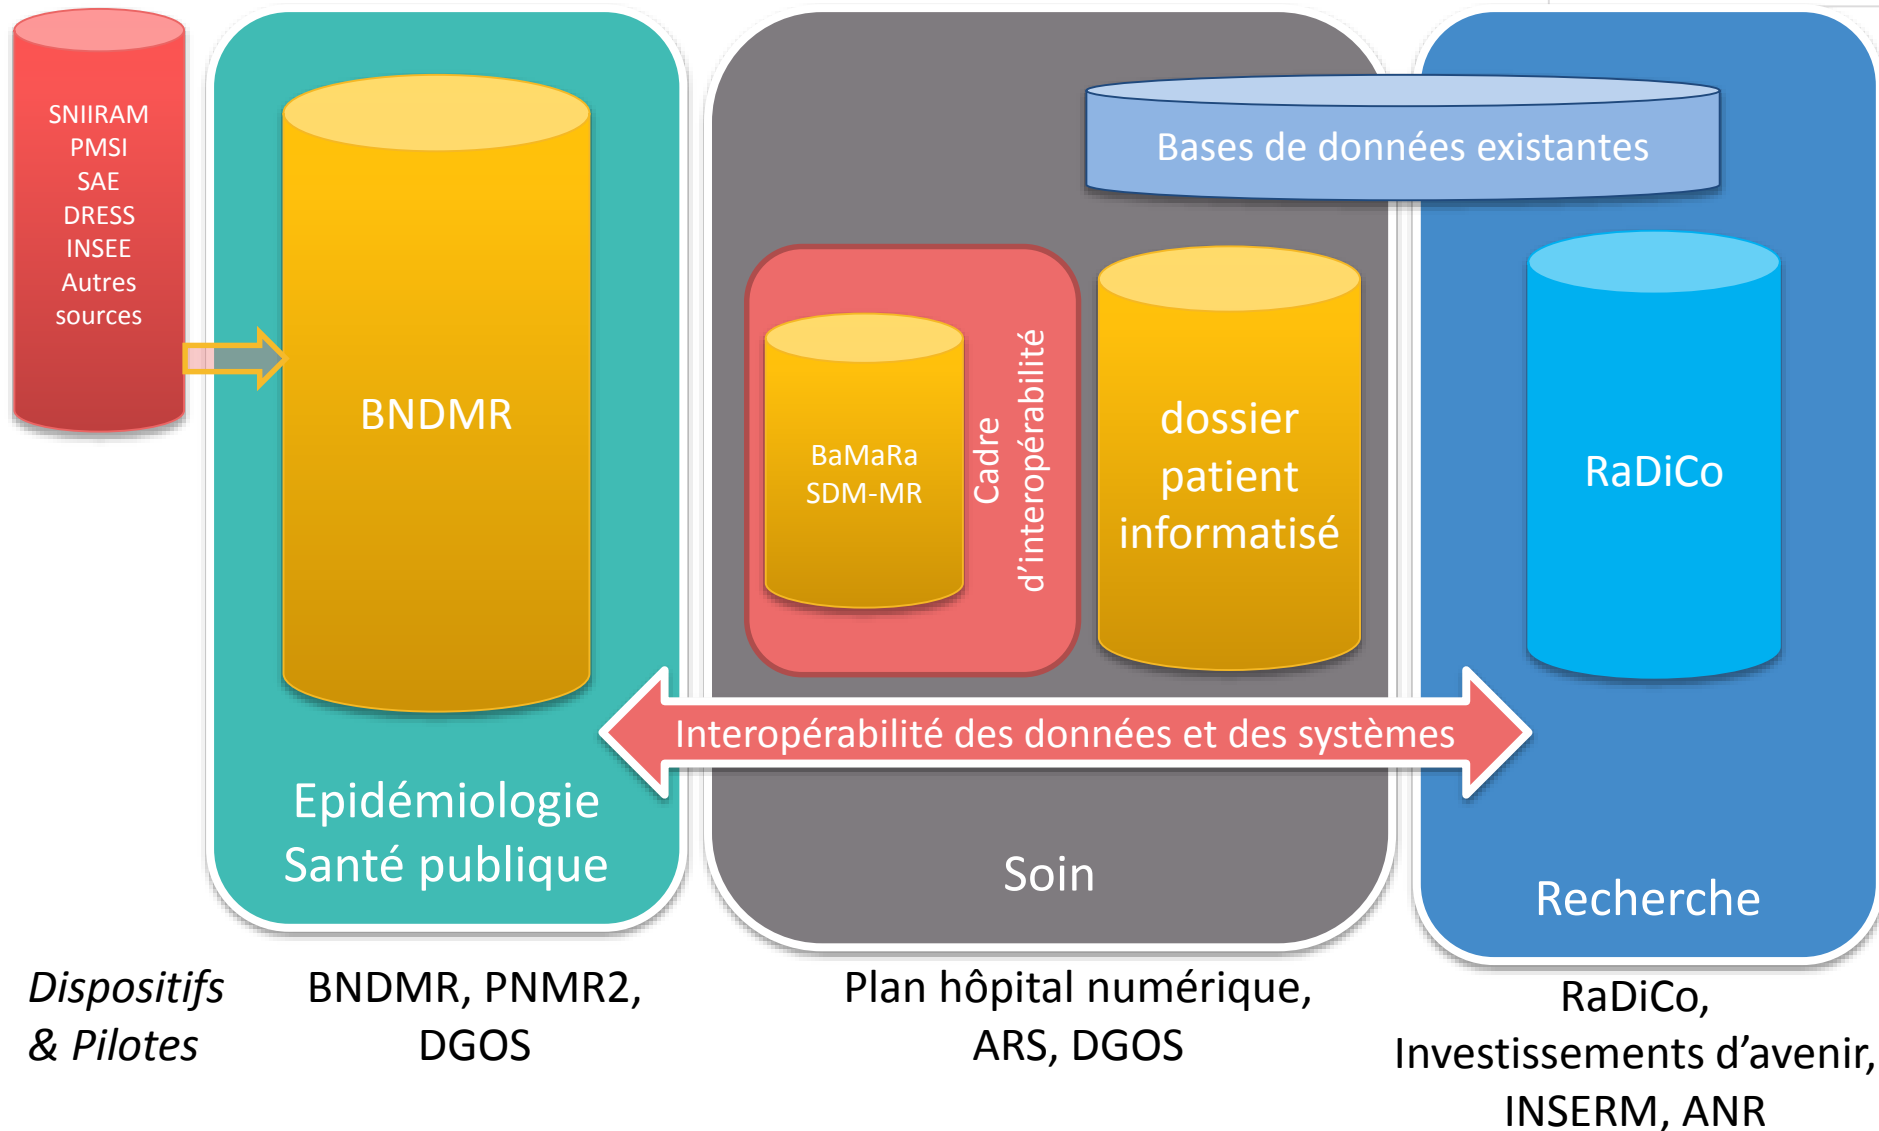 SNIIRAM
PMSI
SAE
DRESS
INSEE
Autres
sources
BNDMR
Epidémiologie
Santé publique
Bases de données existantes
BaMaRa
SDM-MR
Cadre
d’interopérabilité
dossier
patient
informatisé
Interopérabilité des données et des systèmes
Soin
RaDiCo
Recherche
Dispositifs
& Pilotes
BNDMR, PNMR2,
DGOS
Plan hôpital numérique,
ARS, DGOS
RaDiCo,
Investissements d’avenir,
INSERM, ANR